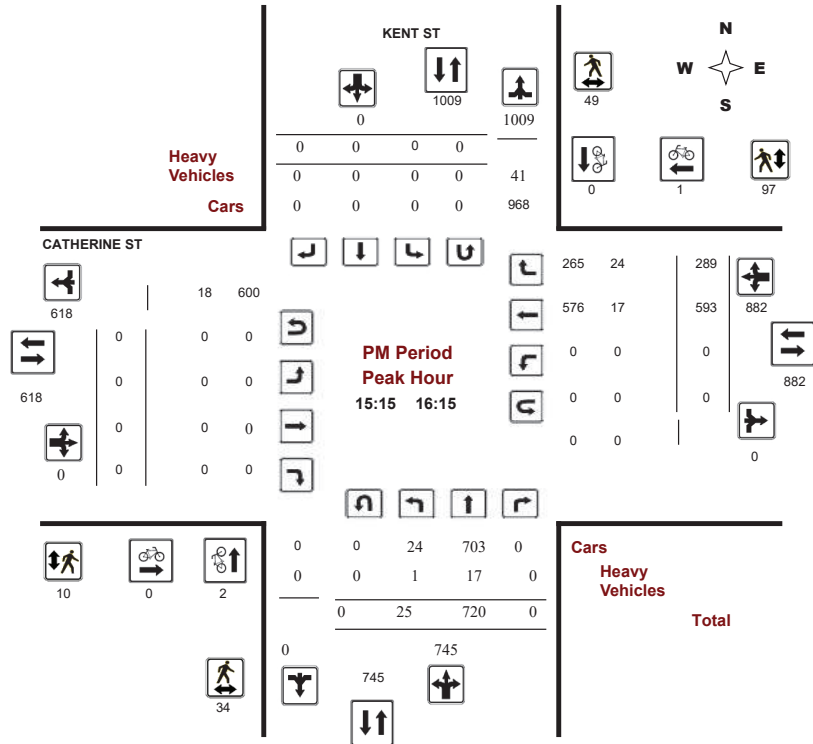 KENT ST
N
W E
S
1009
49
0
1009
0 0 0 0
Heavy
Vehicles
0 0 0 0 41
Cars
0 0 0 0 968
0 1 97
CATHERINE ST
618
18 600
265 24 289
882
576 17 593
0 0 0
0 0 0
882
0 0
0
618
0 0 0
0 0 0
0 0 0
0 0 0
0
PM Period
Peak Hour
15:15 16:15
0 0 24 703 0
Cars
0 0 1 17 0
Heavy
Vehicles
0 25 720 0
Total
10 0 2
0 745
745
34